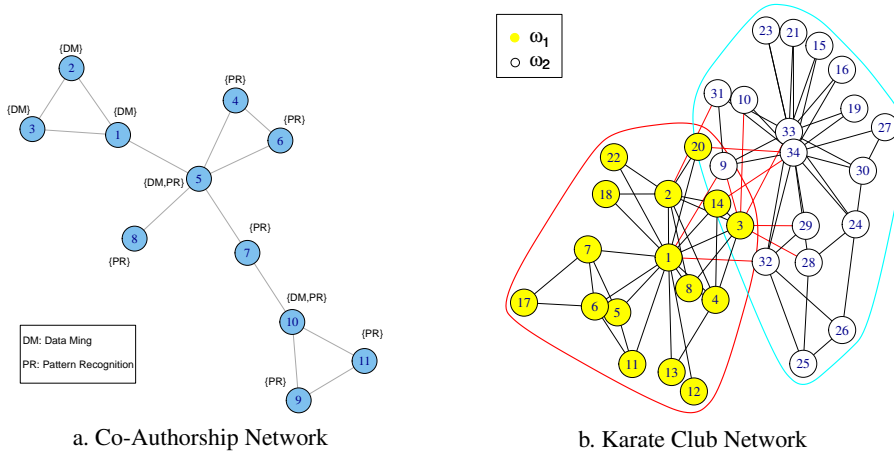 {DM}
2
{DM}
3
{DM}
1
{PR}
4
{PR}
6
5
{DM,PR}
8
{PR}
7
{DM,PR}
10
{PR}
11
{PR}
9
DM: Data Ming
PR: Pattern Recognition
a. Co-Authorship Network
ω1
ω2
23
21
15
16
31
10
19
27
33
34
20
9
30
22
18
2
14
3
29
24
7
1
32
28
8
4
17
6
5
26
11
13
12
25
b. Karate Club Network